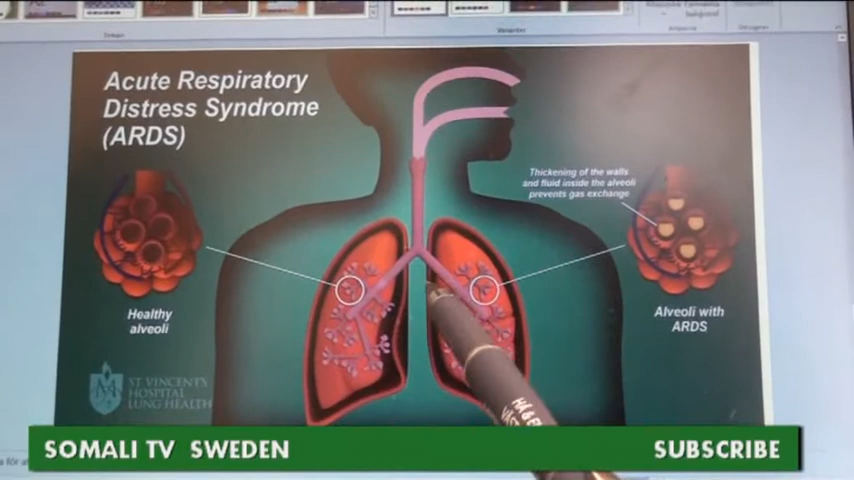 Acute Respiratory
Distress Syndrome
(ARDS)
Thickening of the walls
and fluid inside the alveoli
prevents gas exchange
Healthy
alveoli
Alveoli with
ARDS
ST VINCENT'S
HOSPITAL
LUNG HEALTH
SOMALI TV SWEDEN
SUBSCRIBE